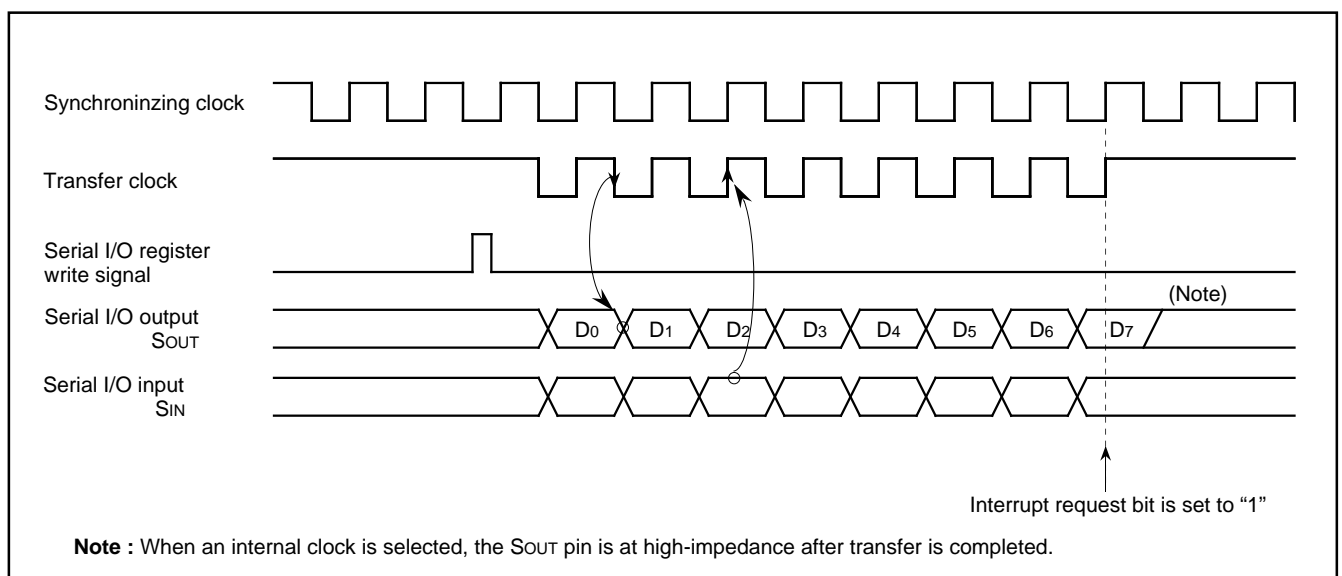 Synchroninzing clock
Transfer clock
Serial I/O register
write signal
(Note)
Serial I/O output
SOUT
D0 D1 D2 D3 D4 D5 D6 D7
Serial I/O input
SIN
Interrupt request bit is set to “1”
Note : When an internal clock is selected, the SOUT pin is at high-impedance after transfer is completed.